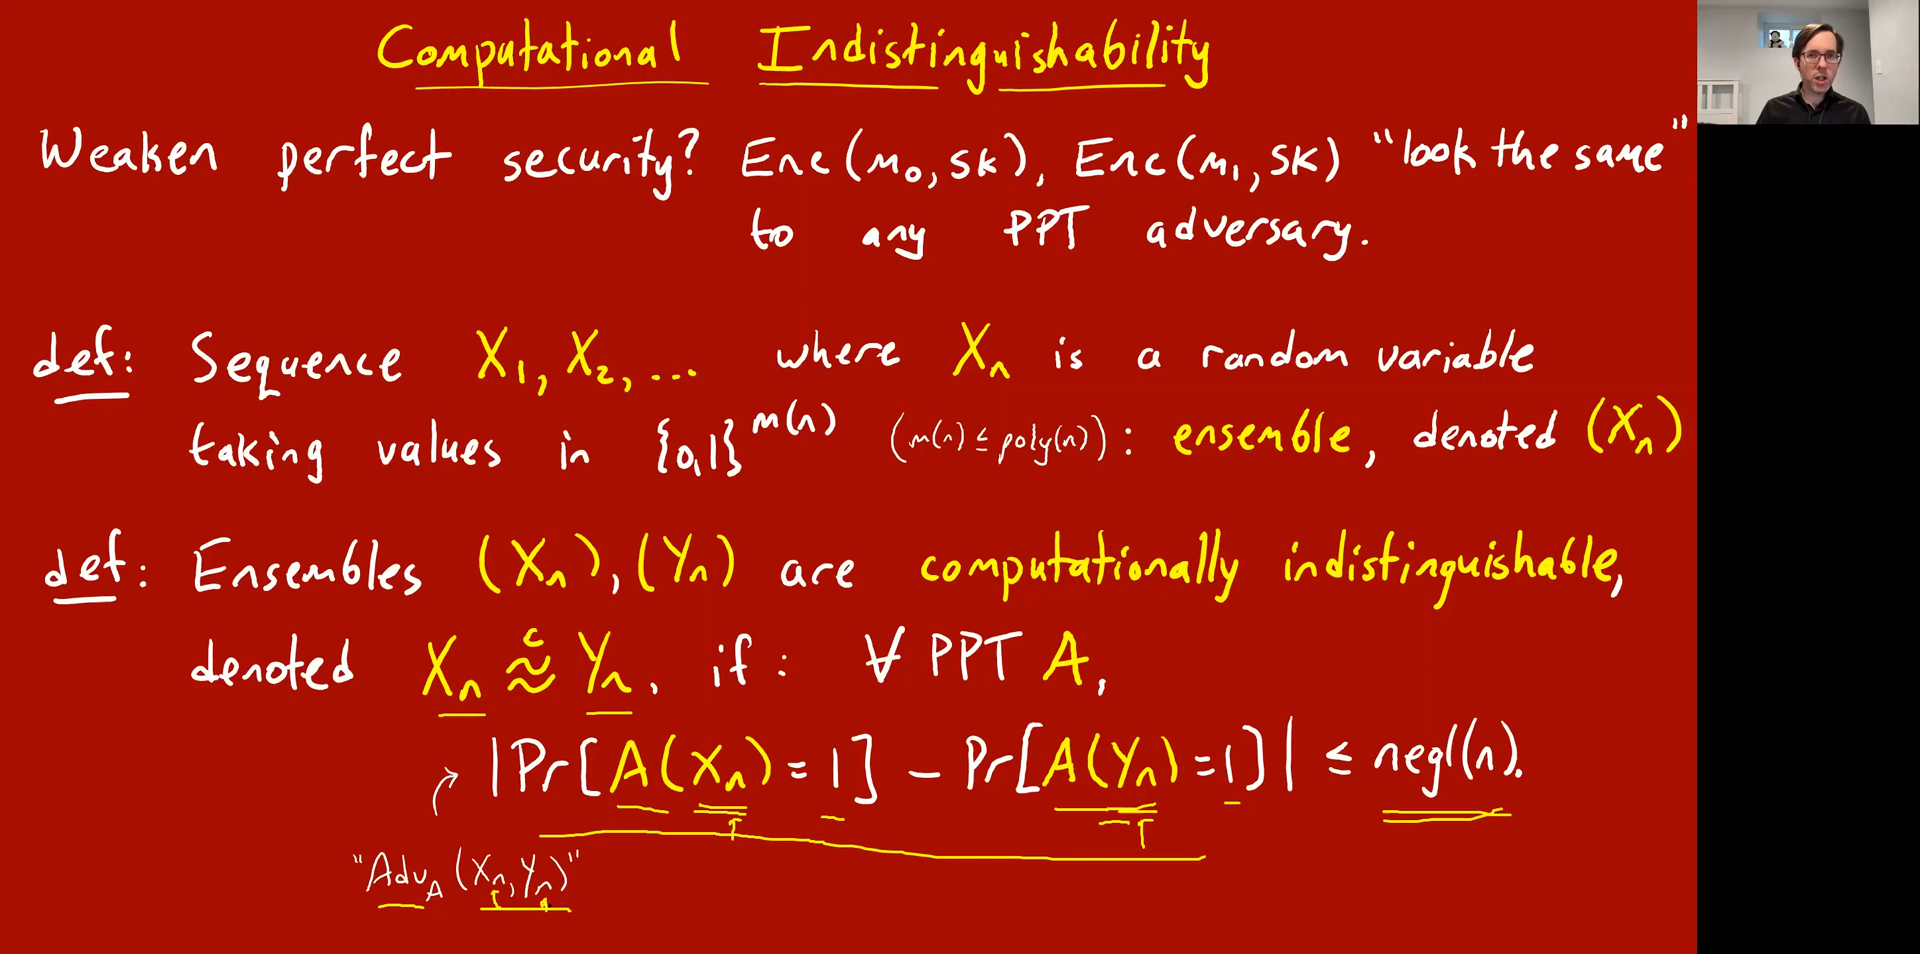 Computational Indistinguishability
Weaken perfect security? Enc(m₀, sk), Enc(m₁, sk) "look the same"
to any PPT adversary.
def: Sequence X₁, X₂, ... where Xₙ is a random variable
taking values in {0,1}^m(n) (m(n) ≤ poly(n)): ensemble, denoted (Xₙ)
def: Ensembles (Xₙ), (Yₙ) are computationally indistinguishable,
denoted Xₙ ≈ᶜ Yₙ, if: ∀ PPT A,
|Pr[A(Xₙ) = 1] – Pr[A(Yₙ) = 1]| ≤ negl(n).
"Adv_A (Xₙ, Yₙ)"